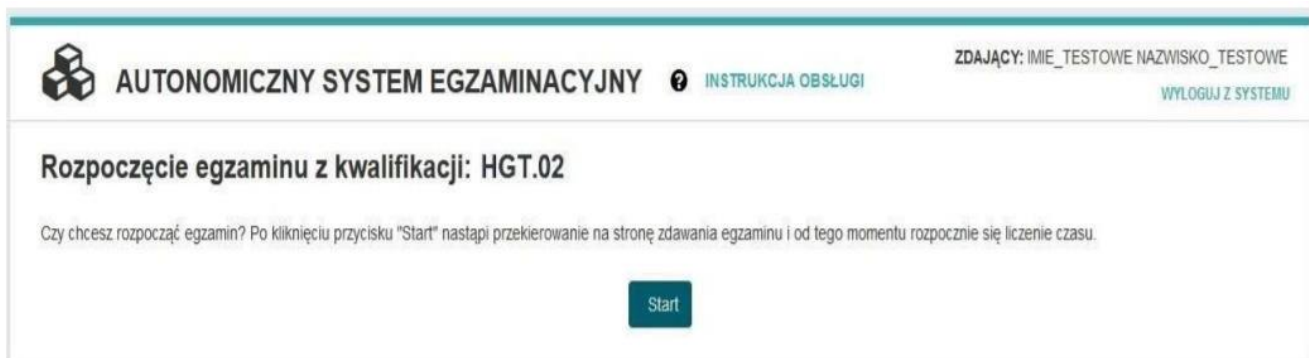 AUTONOMICZNY SYSTEM EGZAMINACYJNY ? INSTRUKCJA OBSŁUGI
ZDAJĄCY: IMIE_TESTOWE NAZWISKO_TESTOWE
WYLOGUJ Z SYSTEMU
Rozpoczęcie egzaminu z kwalifikacji: HGT.02
Czy chcesz rozpocząć egzamin? Po kliknięciu przycisku "Start" nastąpi przekierowanie na stronę zdawania egzaminu i od tego momentu rozpocznie się liczenie czasu.
Start